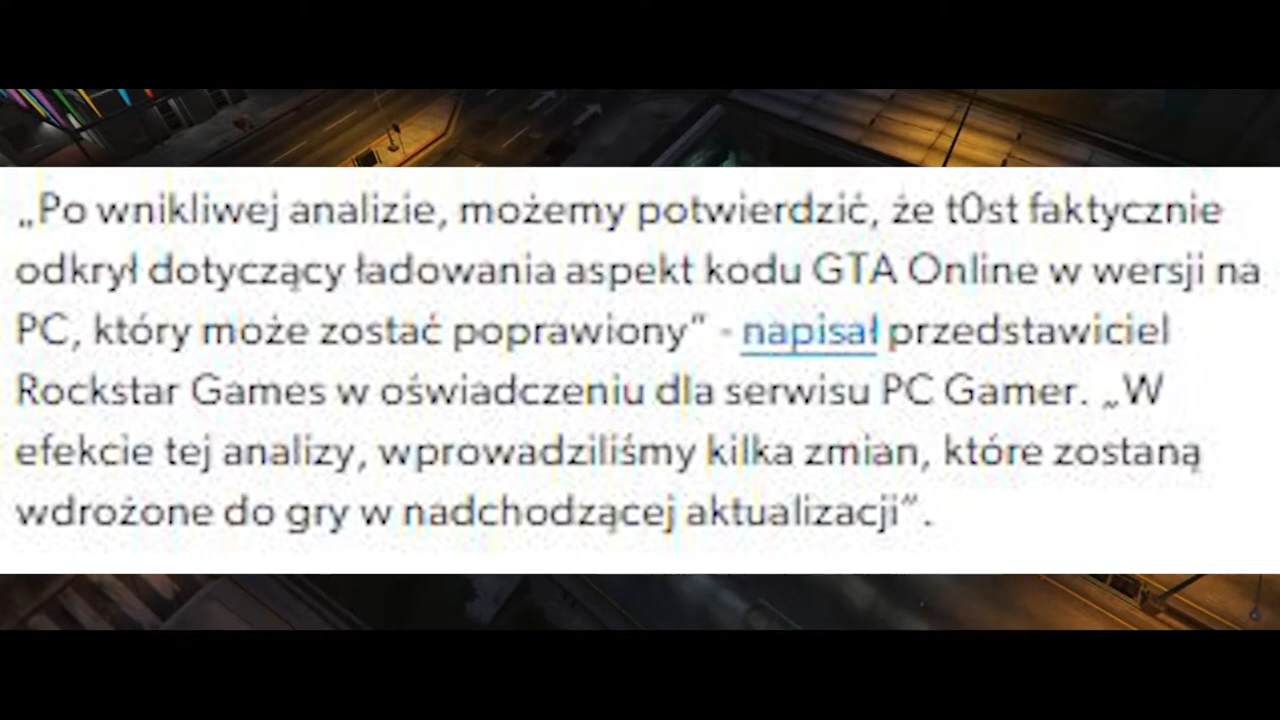 „Po wnikliwej analizie, możemy potwierdzić, że t0st faktycznie
odkrył dotyczący ładowania aspekt kodu GTA Online w wersji na
PC, który może zostać poprawiony” - napisał przedstawiciel
Rockstar Games w oświadczeniu dla serwisu PC Gamer. „W
efekcie tej analizy, wprowadziliśmy kilka zmian, które zostaną
wdrożone do gry w nadchodzącej aktualizacji”.